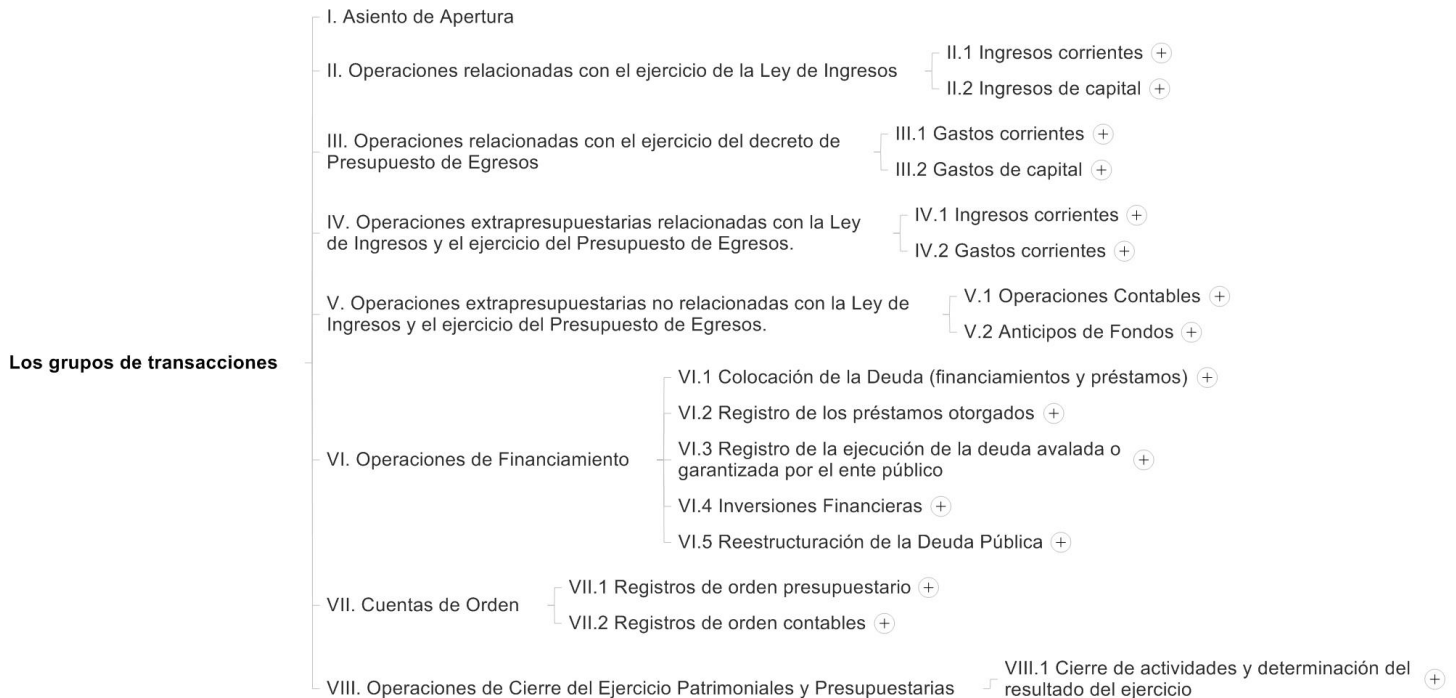 Los grupos de transacciones
I. Asiento de Apertura
II. Operaciones relacionadas con el ejercicio de la Ley de Ingresos
II.1 Ingresos corrientes
II.2 Ingresos de capital
III. Operaciones relacionadas con el ejercicio del decreto de
Presupuesto de Egresos
III.1 Gastos corrientes
III.2 Gastos de capital
IV. Operaciones extrapresupuestarias relacionadas con la Ley
de Ingresos y el ejercicio del Presupuesto de Egresos.
IV.1 Ingresos corrientes
IV.2 Gastos corrientes
V. Operaciones extrapresupuestarias no relacionadas con la Ley de
Ingresos y el ejercicio del Presupuesto de Egresos.
V.1 Operaciones Contables
V.2 Anticipos de Fondos
VI. Operaciones de Financiamiento
VI.1 Colocación de la Deuda (financiamientos y préstamos)
VI.2 Registro de los préstamos otorgados
VI.3 Registro de la ejecución de la deuda avalada o
garantizada por el ente público
VI.4 Inversiones Financieras
VI.5 Reestructuración de la Deuda Pública
VII. Cuentas de Orden
VII.1 Registros de orden presupuestario
VII.2 Registros de orden contables
VIII. Operaciones de Cierre del Ejercicio Patrimoniales y Presupuestarias
VIII.1 Cierre de actividades y determinación del
resultado del ejercicio